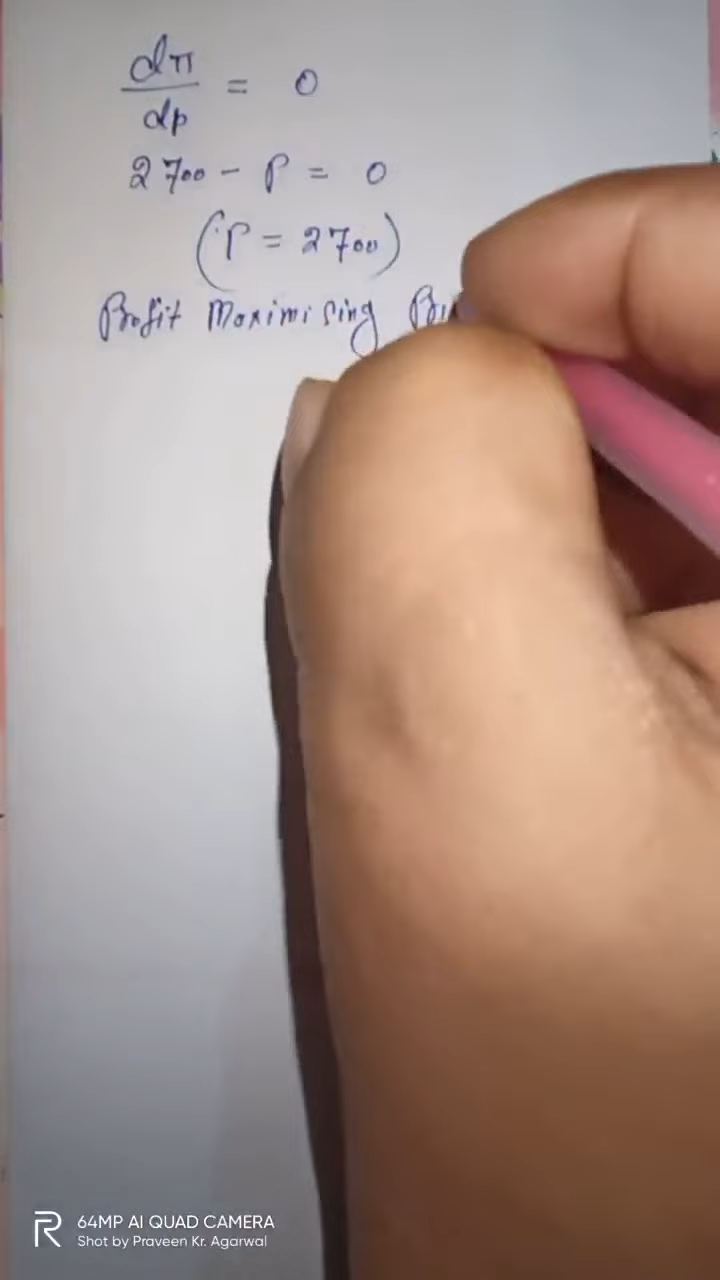 dπ
dp = 0
2700 - P = 0
(P = 2700)
Profit Maximising
64MP AI QUAD CAMERA
Shot by Praveen Kr. Agarwal